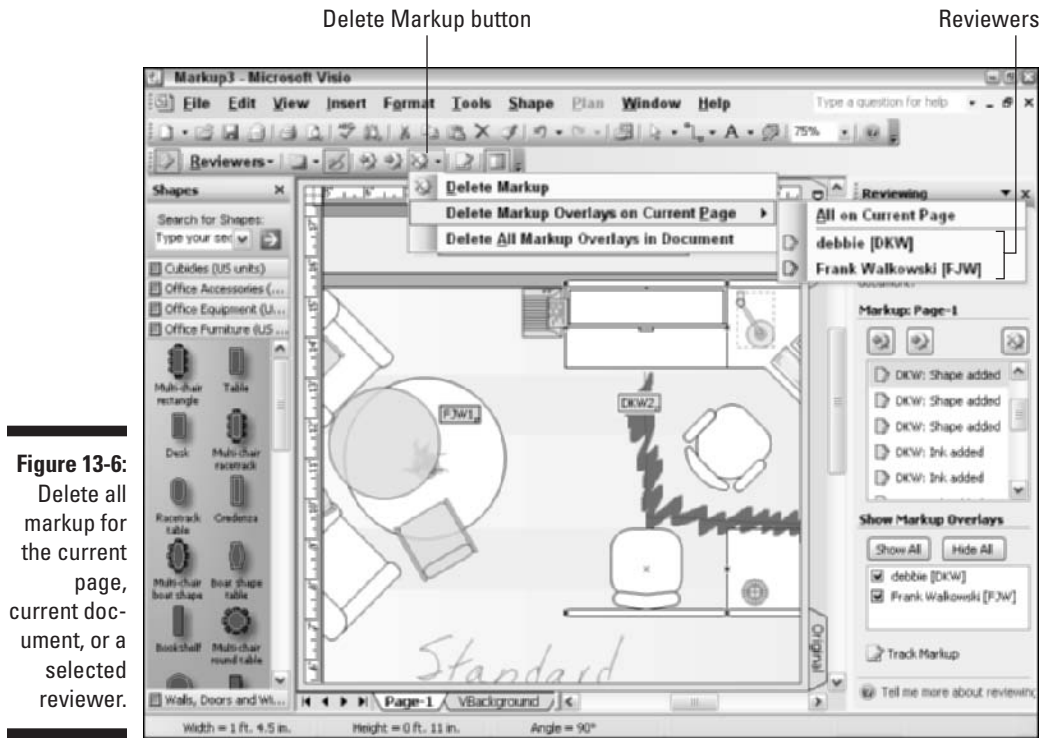 Delete Markup button
Reviewers
Markup3 - Microsoft Visio
File Edit View Insert Format Tools Shape Plan Window Help
Type a question for help
75%
Reviewers
Shapes
Search for Shapes:
Type your sea
Cubicles (US units)
Office Accessories (...
Office Equipment (U...
Office Furniture (US ...
Multi-chair rectangle
Table
Desk
Multi-chair racetrack
Racetrack table
Credenza
Multi-chair boat shape
Boat shape table
Bookshelf
Multi-chair round table
Walls, Doors and Wi...
Delete Markup
Delete Markup Overlays on Current Page
Delete All Markup Overlays in Document
All on Current Page
debbie [DKW]
Frank Walkowski [FJW]
FJW1
DKW2
Standard
Original
Page-1
VBackground
Reviewing
document:
Markup: Page-1
DKW: Shape added
DKW: Shape added
DKW: Shape added
DKW: Ink added
DKW: Ink added
Show Markup Overlays
Show All
Hide All
debbie [DKW]
Frank Walkowski [FJW]
Track Markup
Tell me more about reviewing
Width = 1 ft. 4.5 in.
Height = 0 ft. 11 in.
Angle = 90°
Figure 13-6:
Delete all
markup for
the current
page,
current doc-
ument, or a
selected
reviewer.